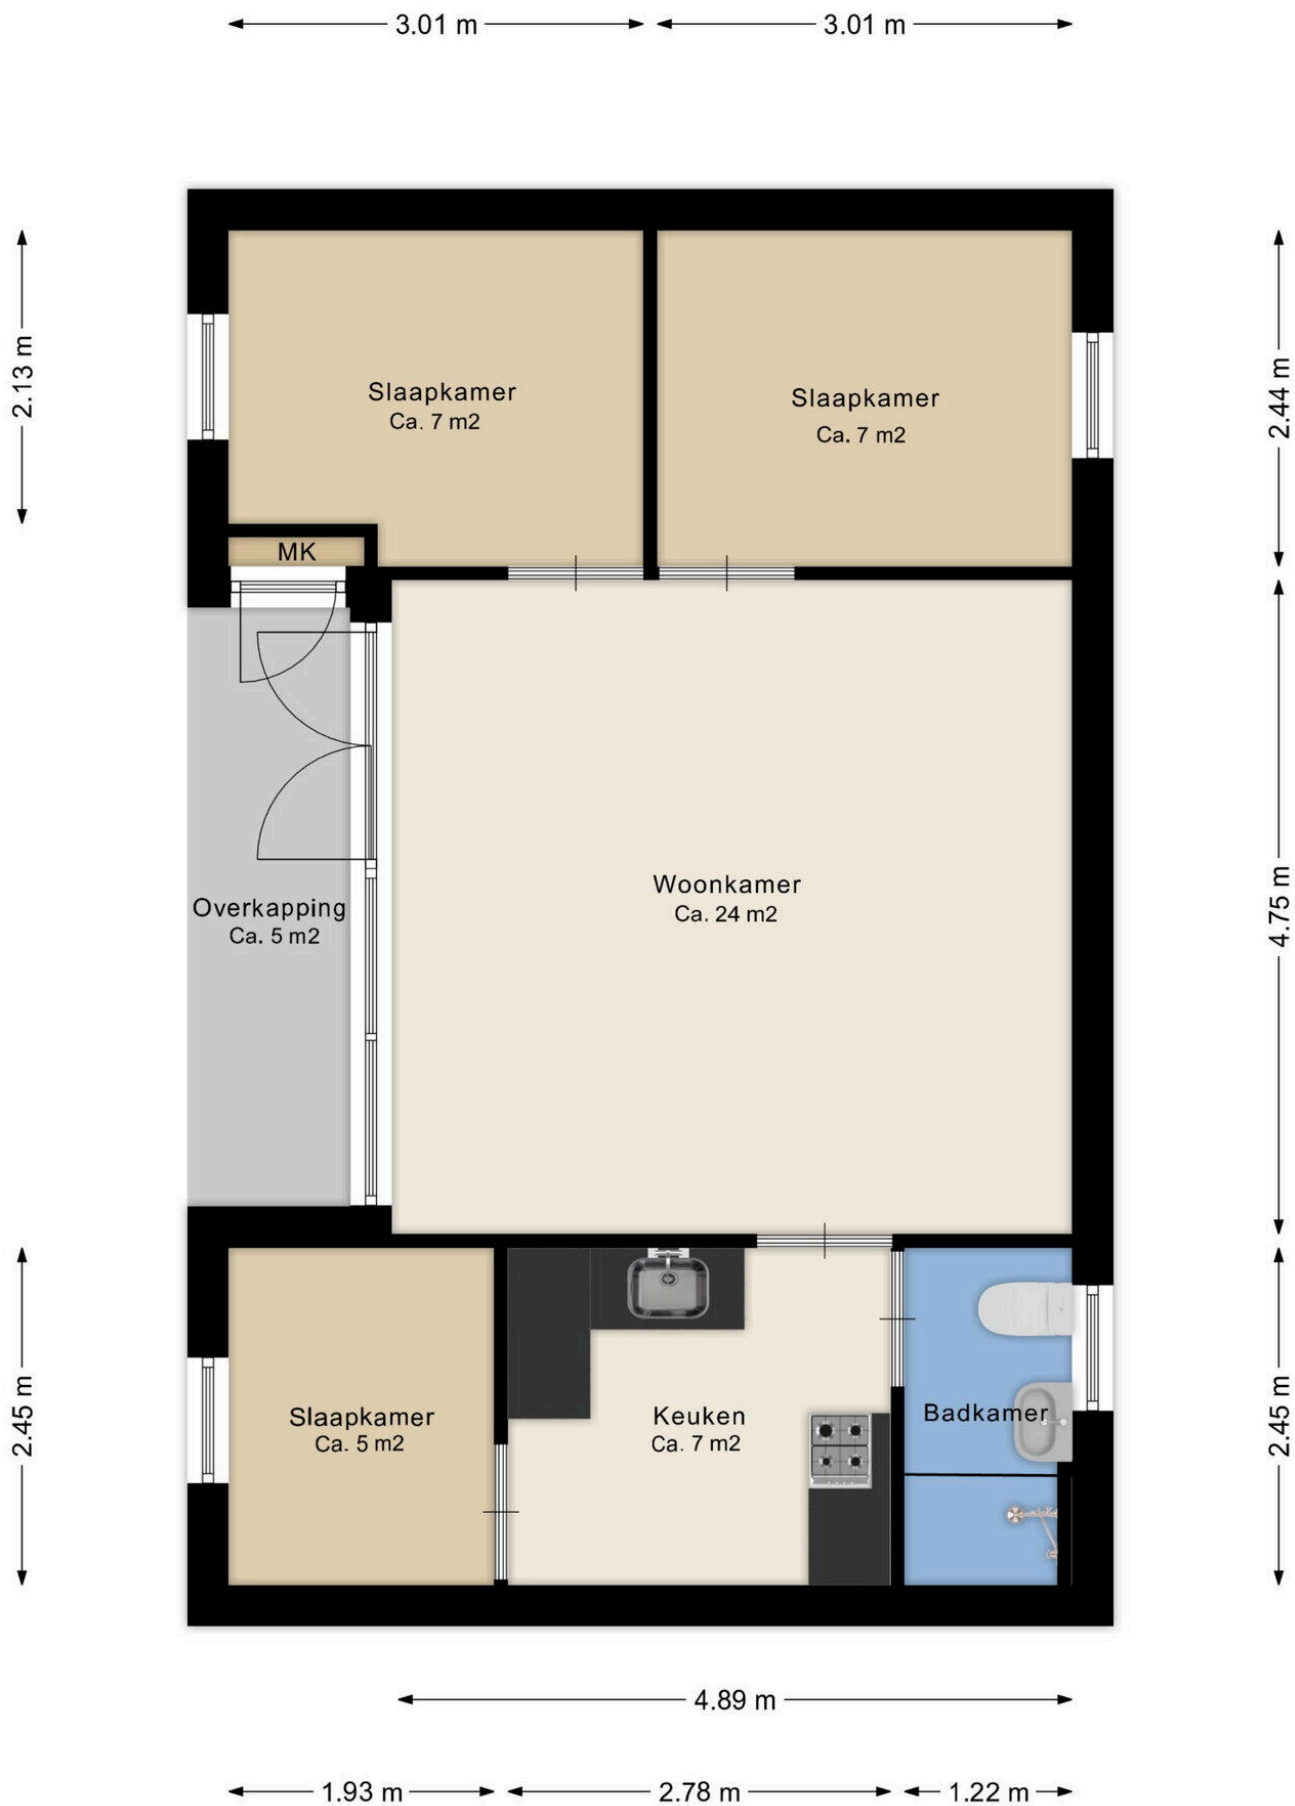 3.01 m
3.01 m
2.13 m
2.44 m
Slaapkamer
Ca. 7 m2
Slaapkamer
Ca. 7 m2
MK
4.75 m
Woonkamer
Ca. 24 m2
Overkapping
Ca. 5 m2
2.45 m
2.45 m
Slaapkamer
Ca. 5 m2
Keuken
Ca. 7 m2
Badkamer
4.89 m
1.93 m
2.78 m
1.22 m